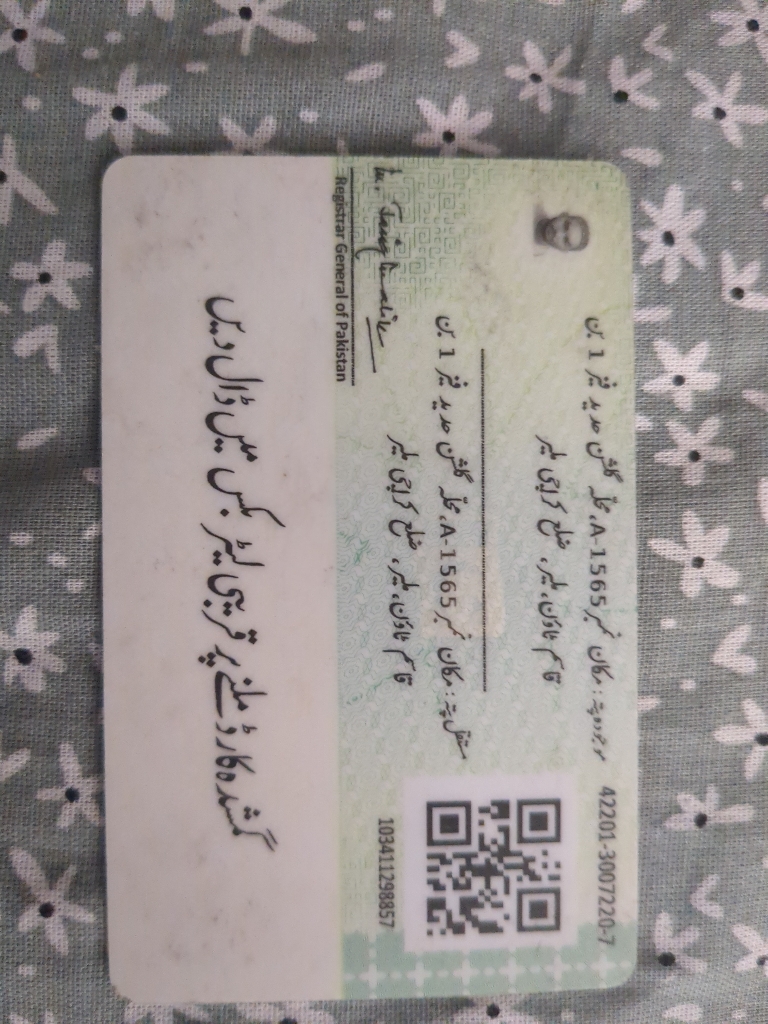 42201-3007220-7
موجودہ پتہ: مکان نمبر A-1565، محلہ گلشن حدید فیز 1 بن
قاسم ٹاؤن، ملیر، ضلع کراچی ملیر
مستقل پتہ: مکان نمبر A-1565، محلہ گلشن حدید فیز 1 بن
قاسم ٹاؤن، ملیر، ضلع کراچی ملیر
103411298857
Registrar General of Pakistan
گمشدہ کارڈ ملنے پر قریبی لیٹر بکس میں ڈال دیں